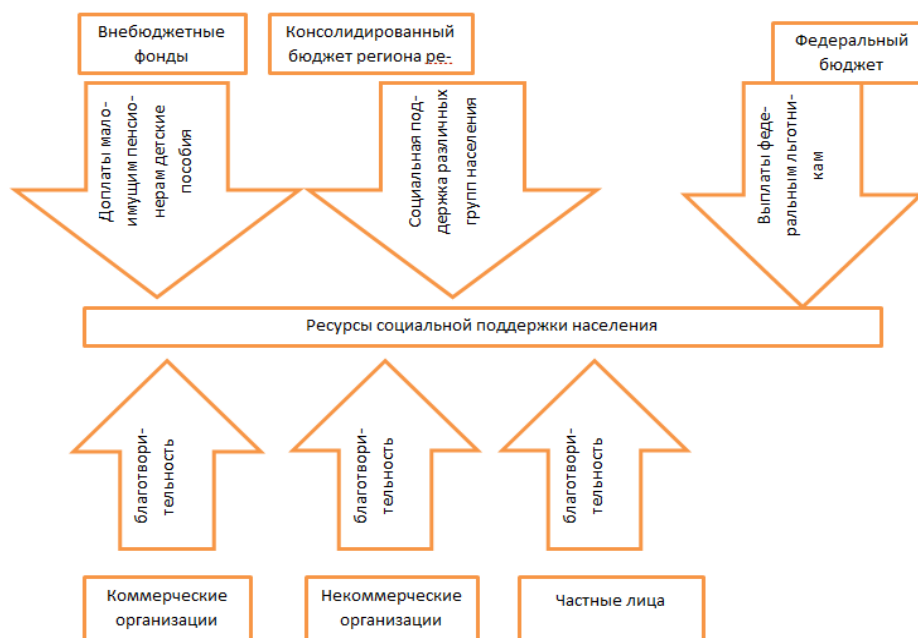 Внебюджетные
фонды
Консолидированный
бюджет региона ре-
Федеральный
бюджет
Доплаты мало-
имущим пенсио-
нерам детские
пособия
Социальная под-
держка различных
групп населения
Выплаты феде-
ральным льготни-
кам
Ресурсы социальной поддержки населения
благотвори-
тельность
благотвори-
тельность
благотвори-
тельность
Коммерческие
организации
Некоммерческие
организации
Частные лица